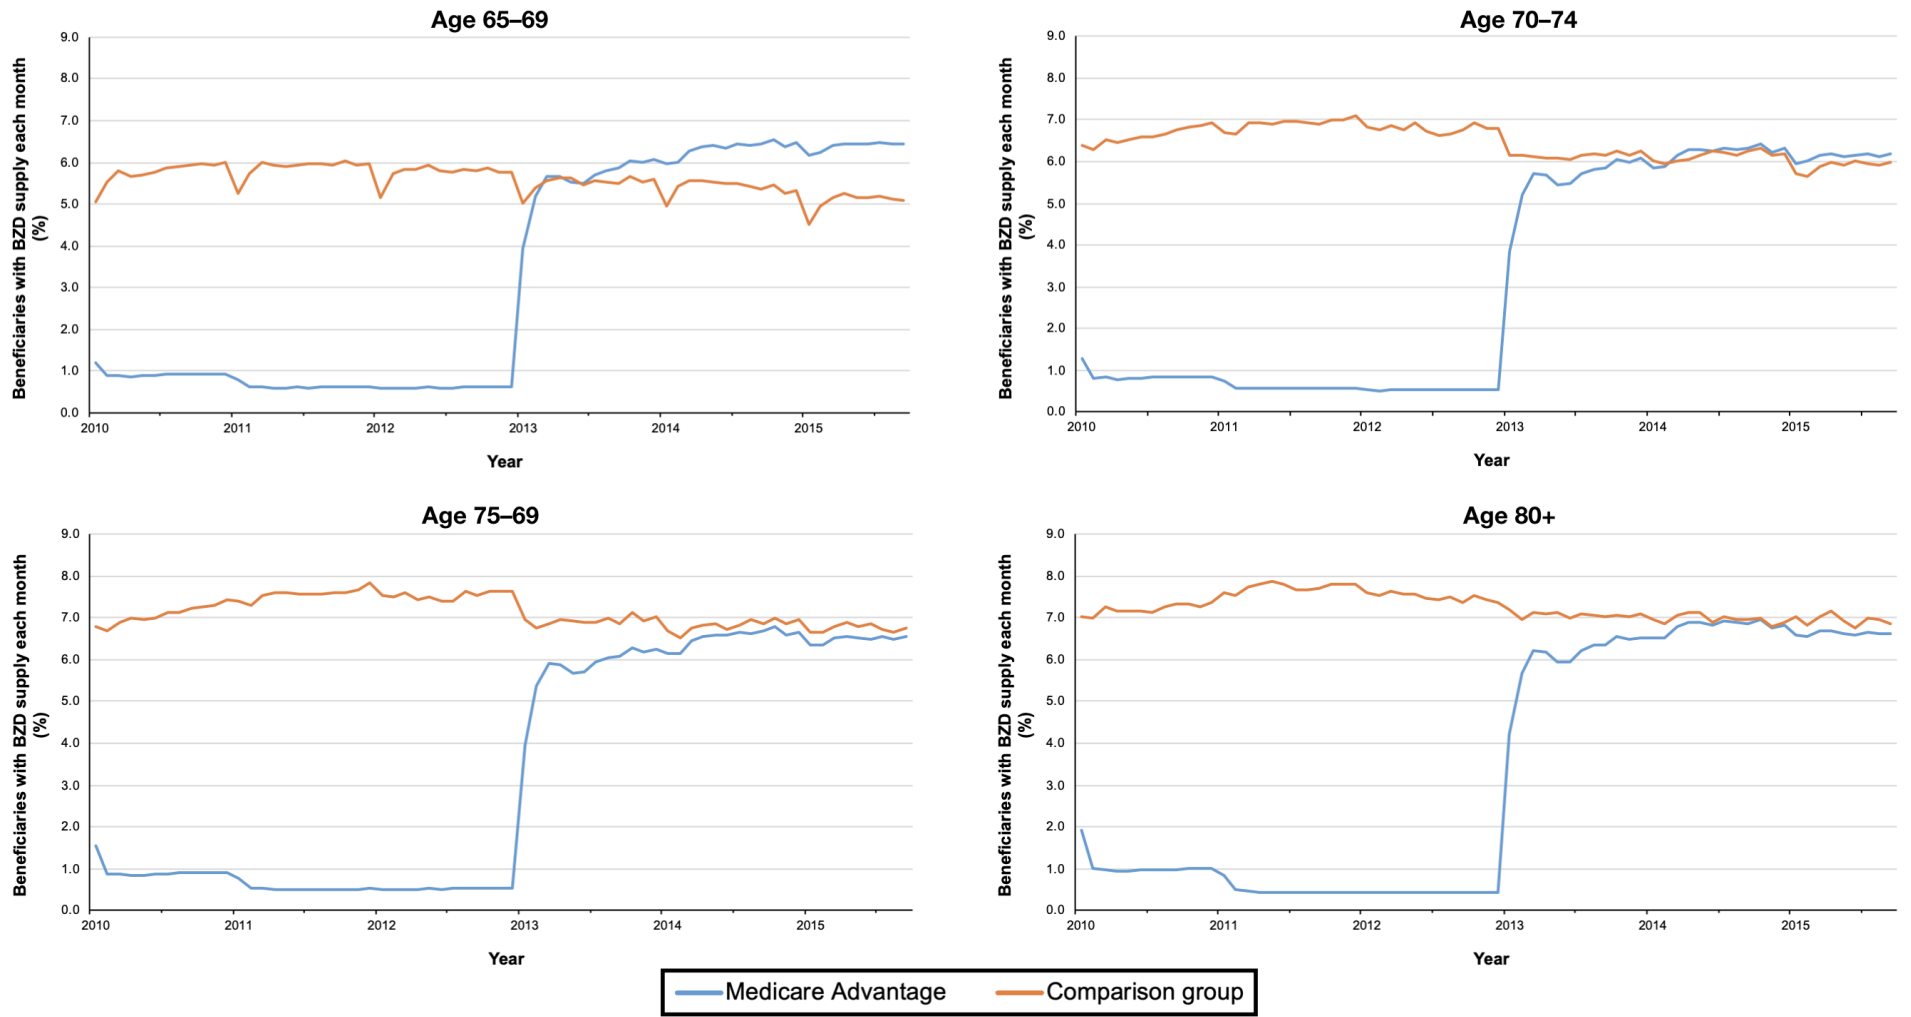 Age 65–69
Beneficiaries with BZD supply each month
(%)
9.0
8.0
7.0
6.0
5.0
4.0
3.0
2.0
1.0
0.0
2010 2011 2012 2013 2014 2015
Year
Age 70–74
Beneficiaries with BZD supply each month
(%)
9.0
8.0
7.0
6.0
5.0
4.0
3.0
2.0
1.0
0.0
2010 2011 2012 2013 2014 2015
Year
Age 75–69
Beneficiaries with BZD supply each month
(%)
9.0
8.0
7.0
6.0
5.0
4.0
3.0
2.0
1.0
0.0
2010 2011 2012 2013 2014 2015
Year
Age 80+
Beneficiaries with BZD supply each month
(%)
9.0
8.0
7.0
6.0
5.0
4.0
3.0
2.0
1.0
0.0
2010 2011 2012 2013 2014 2015
Year
Medicare Advantage Comparison group